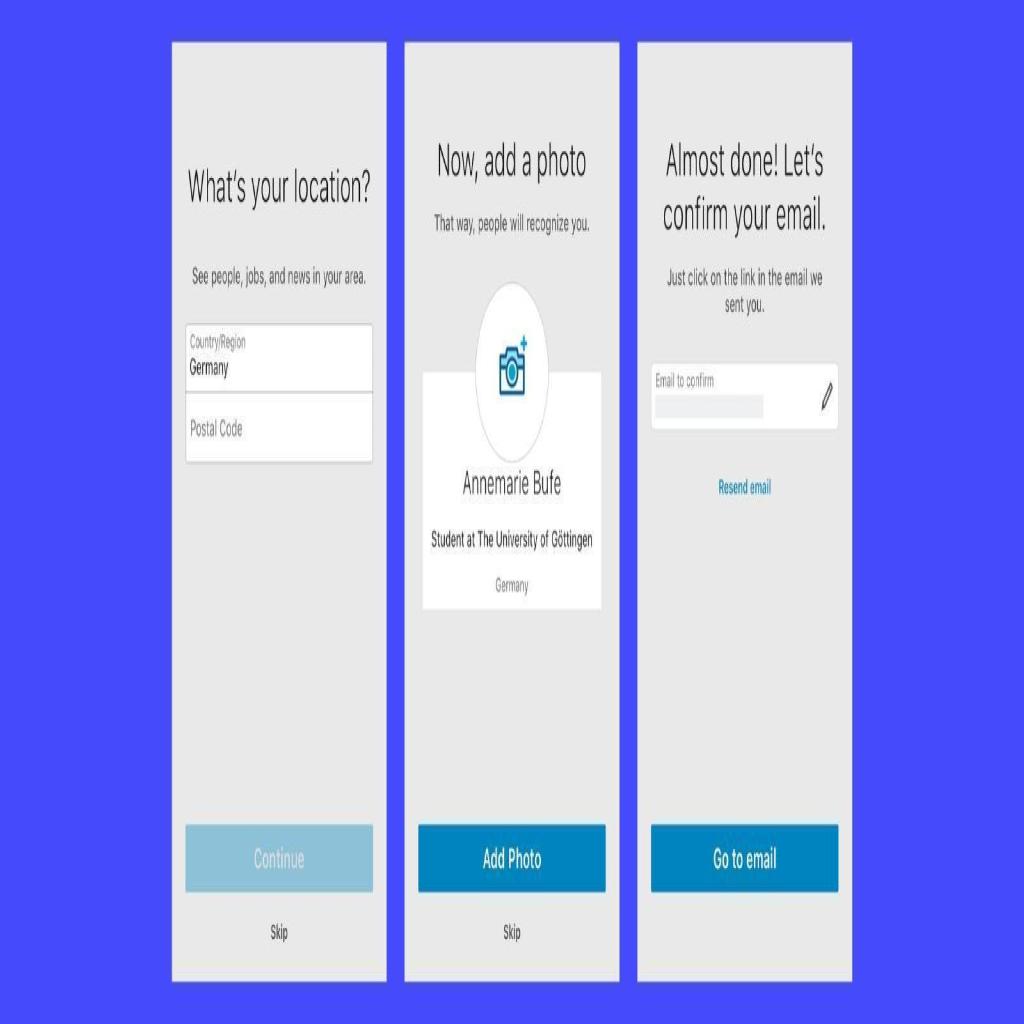 What's your location?
See people, jobs, and news in your area.
Country/Region
Germany
Postal Code
Continue
Skip
Now, add a photo
That way, people will recognize you.
Annemarie Bufe
Student at The University of Göttingen
Germany
Add Photo
Skip
Almost done! Let's
confirm your email.
Just click on the link in the email we
sent you.
Email to confirm
Resend email
Go to email